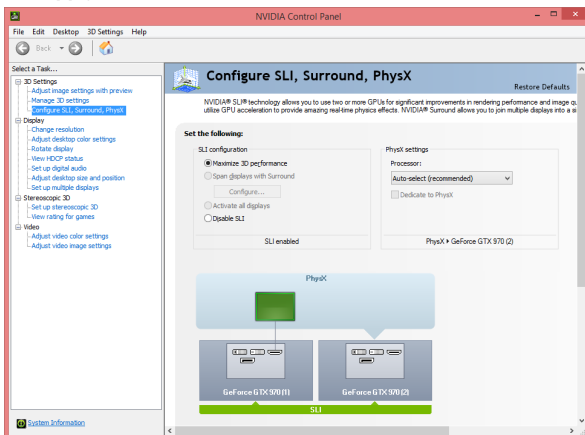 NVIDIA Control Panel
File Edit Desktop 3D Settings Help
Back
Select a Task...
3D Settings
Adjust image settings with preview
Manage 3D settings
Configure SLI, Surround, PhysX
Display
Change resolution
Adjust desktop color settings
Rotate display
View HDCP status
Set up digital audio
Adjust desktop size and position
Set up multiple displays
Stereoscopic 3D
Set up stereoscopic 3D
View rating for games
Video
Adjust video color settings
Adjust video image settings
System Information
Configure SLI, Surround, PhysX
Restore Defaults
NVIDIA® SLI® technology allows you to use two or more GPUs for significant improvements in rendering performance and image qu
utilize GPU acceleration to provide amazing real-time physics effects. NVIDIA® Surround allows you to join multiple displays into a si
Set the following:
SLI configuration
Maximize 3D performance
Span displays with Surround
Configure...
Activate all displays
Disable SLI
SLI enabled
PhysX settings
Processor:
Auto-select (recommended)
Dedicate to PhysX
PhysX GeForce GTX 970 (2)
PhysX
GeForce GTX 970 (1)
GeForce GTX 970 (2)
SLI